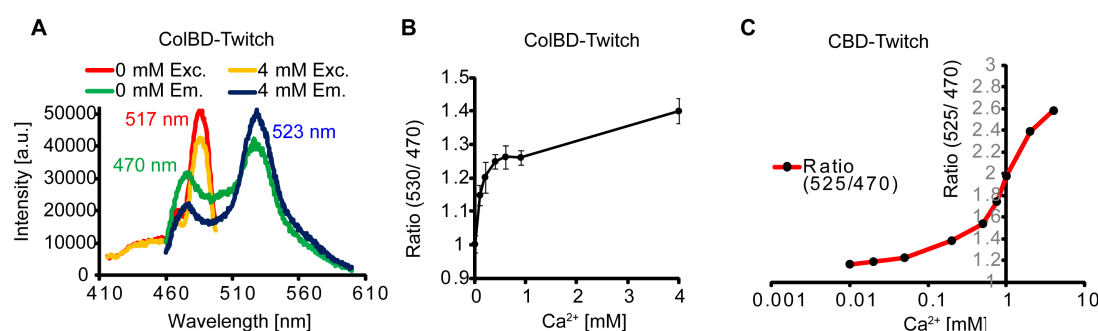 A
ColBD-Twitch
0 mM Exc.
4 mM Exc.
0 mM Em.
4 mM Em.
50000
40000
30000
20000
10000
0
517 nm
523 nm
470 nm
Intensity [a.u.]
410 460 510 560 610
Wavelength [nm]
B
ColBD-Twitch
1.5
1.4
1.3
1.2
1.1
1
0.9
Ratio (530/ 470)
0 1 2 3 4
Ca²⁺ [mM]
C
CBD-Twitch
3
2.8
2.6
2.4
2.2
2
1.8
1.6
1.4
1.2
1
Ratio (525/ 470)
Ratio
(525/470)
0.001 0.01 0.1 1 10
Ca²⁺ [mM]